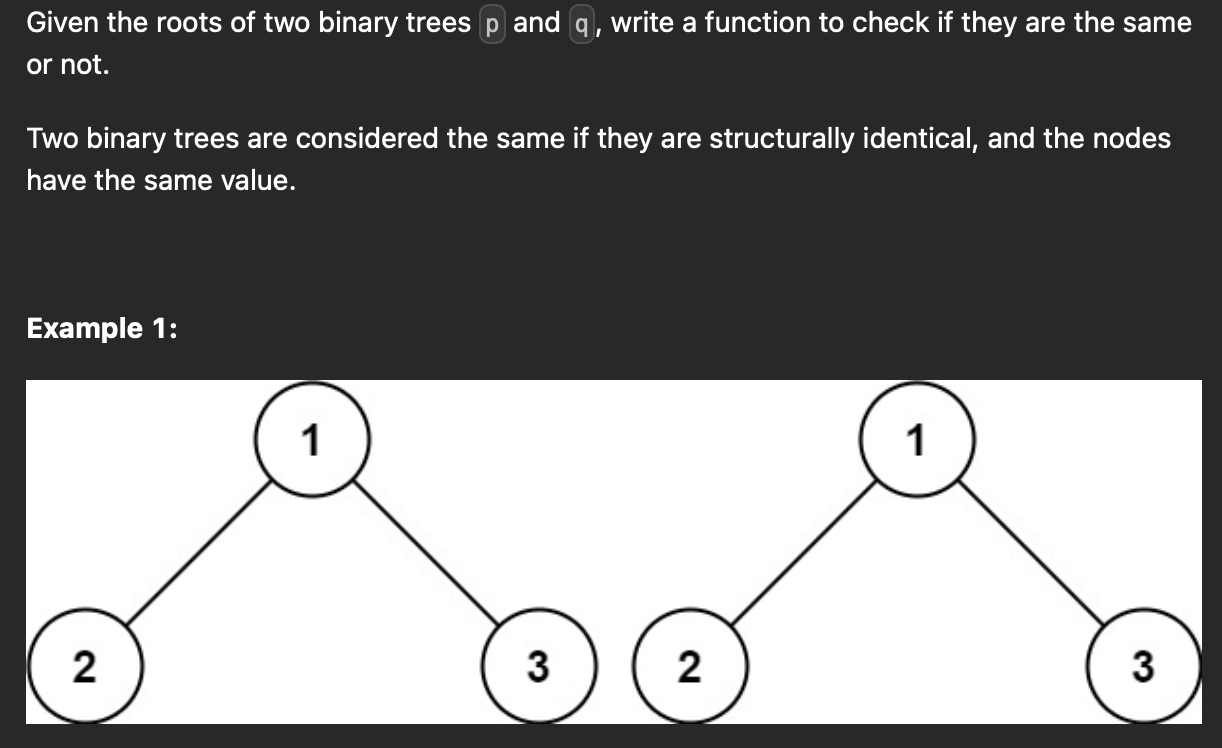 Given the roots of two binary trees p and q, write a function to check if they are the same
or not.
Two binary trees are considered the same if they are structurally identical, and the nodes
have the same value.
Example 1:
1 1
2 3 2 3